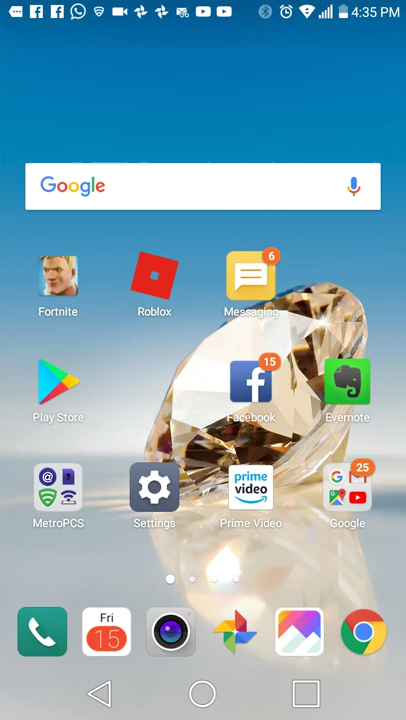 4:35 PM
Google
6
Fortnite
Roblox
Messaging
15
Play Store
Facebook
Evernote
prime
video
25
MetroPCS
Settings
Prime Video
Google
Fri
15